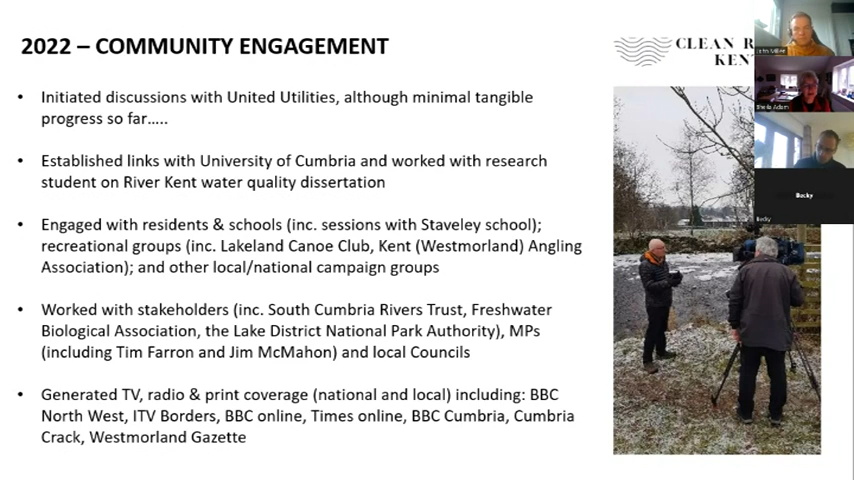 2022 – COMMUNITY ENGAGEMENT
CLEAN R
KENT
John Miller
Sheila Adam
Becky
Becky
• Initiated discussions with United Utilities, although minimal tangible
progress so far…..
• Established links with University of Cumbria and worked with research
student on River Kent water quality dissertation
• Engaged with residents & schools (inc. sessions with Staveley school);
recreational groups (inc. Lakeland Canoe Club, Kent (Westmorland) Angling
Association); and other local/national campaign groups
• Worked with stakeholders (inc. South Cumbria Rivers Trust, Freshwater
Biological Association, the Lake District National Park Authority), MPs
(including Tim Farron and Jim McMahon) and local Councils
• Generated TV, radio & print coverage (national and local) including: BBC
North West, ITV Borders, BBC online, Times online, BBC Cumbria, Cumbria
Crack, Westmorland Gazette